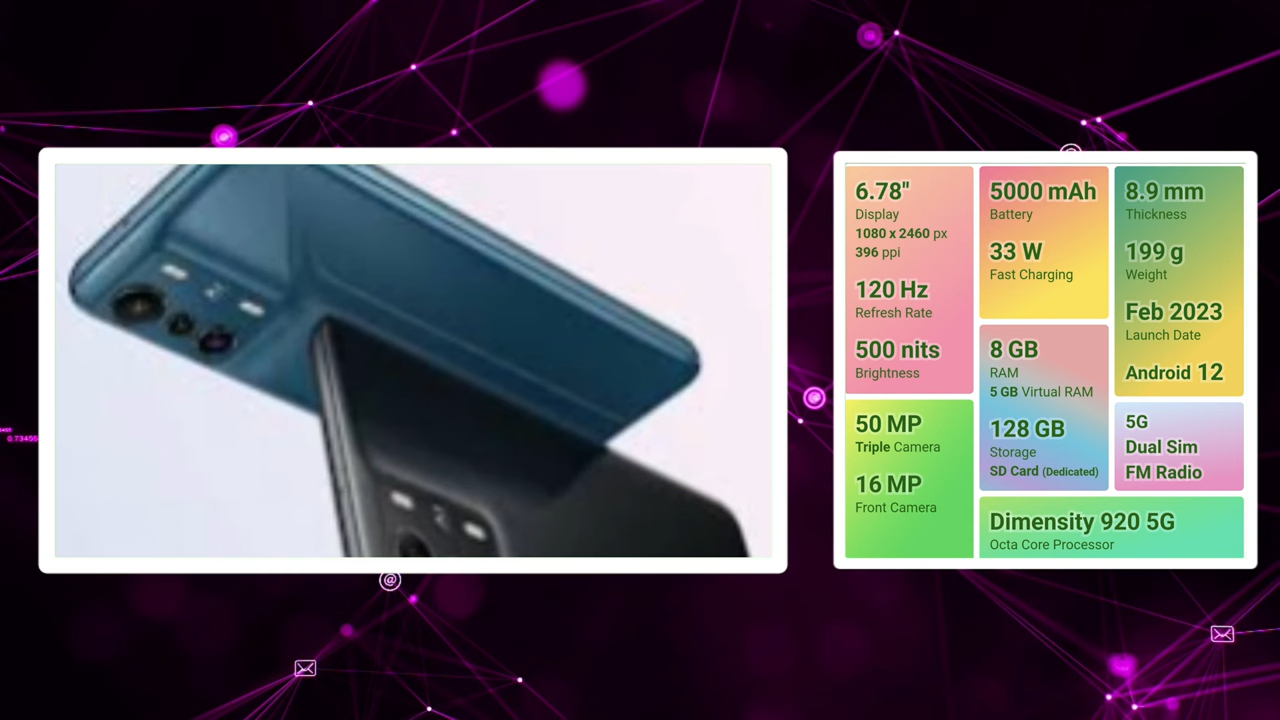 6.78"
Display
1080 x 2460 px
396 ppi
120 Hz
Refresh Rate
500 nits
Brightness
50 MP
Triple Camera
16 MP
Front Camera
5000 mAh
Battery
33 W
Fast Charging
8 GB
RAM
5 GB Virtual RAM
128 GB
Storage
SD Card (Dedicated)
8.9 mm
Thickness
199 g
Weight
Feb 2023
Launch Date
Android 12
5G
Dual Sim
FM Radio
Dimensity 920 5G
Octa Core Processor
@
0.73455